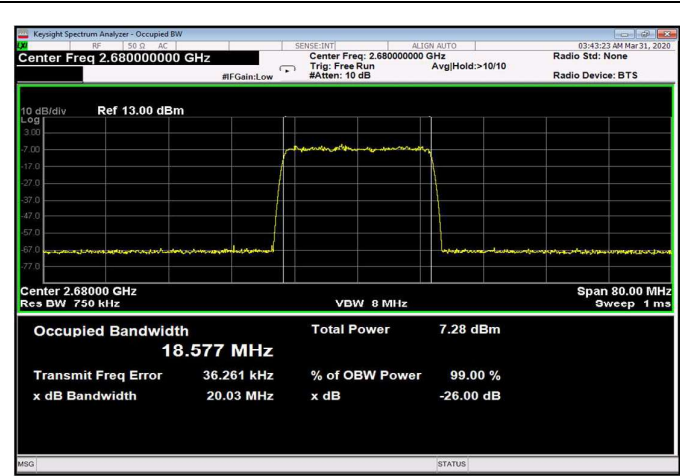 Keysight Spectrum Analyzer - Occupied BW
LXI RF 50 Ω AC SENSE:INT ALIGN AUTO 03:43:23 AM Mar 31, 2020
Center Freq 2.680000000 GHz Center Freq: 2.680000000 GHz Radio Std: None
Trig: Free Run Avg|Hold:>10/10
#IFGain:Low #Atten: 10 dB Radio Device: BTS
10 dB/div Ref 13.00 dBm
Log
3.00
-7.00
-17.0
-27.0
-37.0
-47.0
-57.0
-67.0
-77.0
Center 2.68000 GHz Span 80.00 MHz
Res BW 750 kHz VBW 8 MHz Sweep 1 ms
Occupied Bandwidth Total Power 7.28 dBm
18.577 MHz
Transmit Freq Error 36.261 kHz % of OBW Power 99.00 %
x dB Bandwidth 20.03 MHz x dB -26.00 dB
MSG STATUS